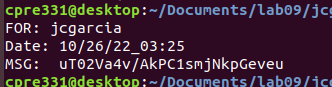 cpre331@desktop:~/Documents/lab09/jcg
FOR: jcgarcia
Date: 10/26/22_03:25
MSG:  uT02Va4v/AkPC1smjNkpGeveu
cpre331@desktop:~/Documents/lab09/jcg